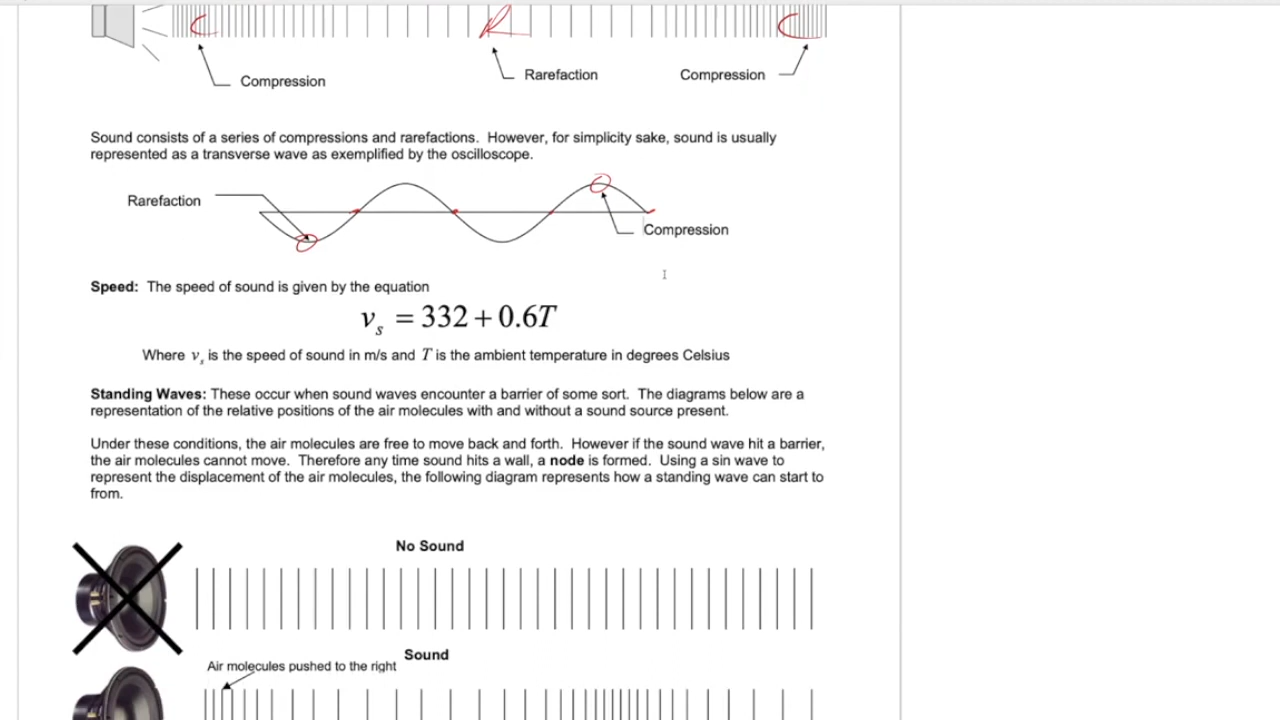 C R C
Compression Rarefaction Compression
Sound consists of a series of compressions and rarefactions. However, for simplicity sake, sound is usually
represented as a transverse wave as exemplified by the oscilloscope.
Rarefaction
Compression
Speed: The speed of sound is given by the equation
vₛ = 332 + 0.6T
Where vₛ is the speed of sound in m/s and T is the ambient temperature in degrees Celsius
Standing Waves: These occur when sound waves encounter a barrier of some sort. The diagrams below are a
representation of the relative positions of the air molecules with and without a sound source present.
Under these conditions, the air molecules are free to move back and forth. However if the sound wave hit a barrier,
the air molecules cannot move. Therefore any time sound hits a wall, a node is formed. Using a sin wave to
represent the displacement of the air molecules, the following diagram represents how a standing wave can start to
from.
No Sound
Sound
Air molecules pushed to the right